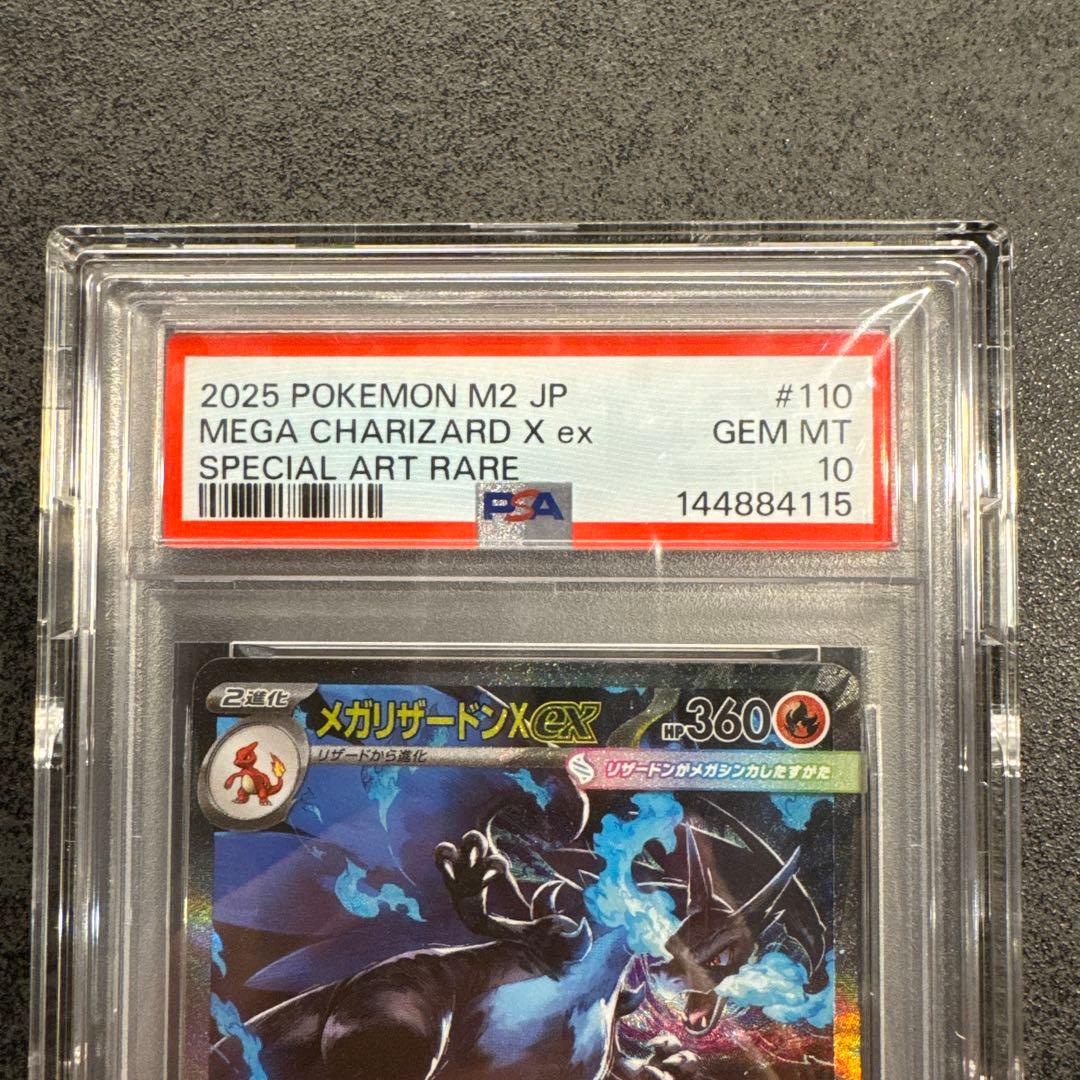 2025 POKEMON M2 JP #110
MEGA CHARIZARD X ex GEM MT
SPECIAL ART RARE 10
PSA 144884115
2進化
メガリザードンXex HP360
リザードから進化
リザードンがメガシンカしたすがた